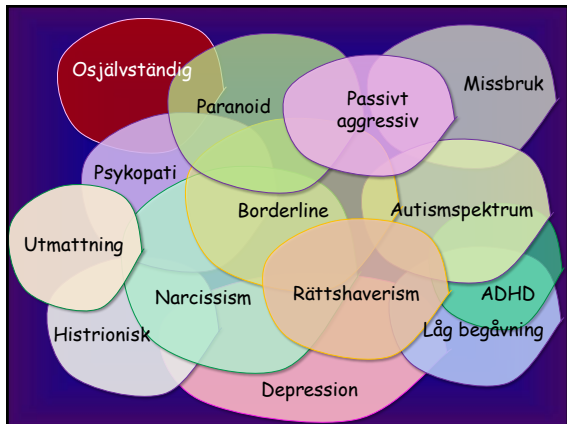 Osjälvständig
Paranoid
Passivt
aggressiv
Missbruk
Psykopati
Borderline
Autismspektrum
Utmattning
Narcissism
Rättshaverism
ADHD
Histrionisk
Låg begåvning
Depression